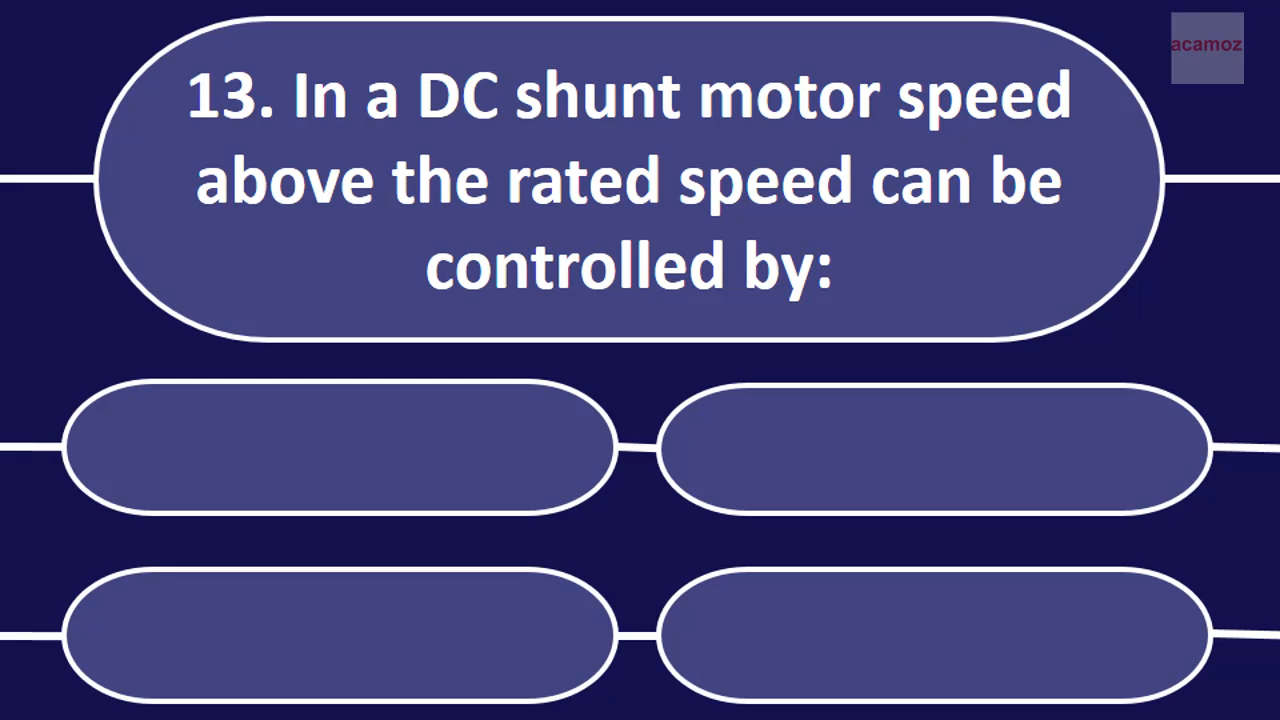 acamoz
13. In a DC shunt motor speed
above the rated speed can be
controlled by: